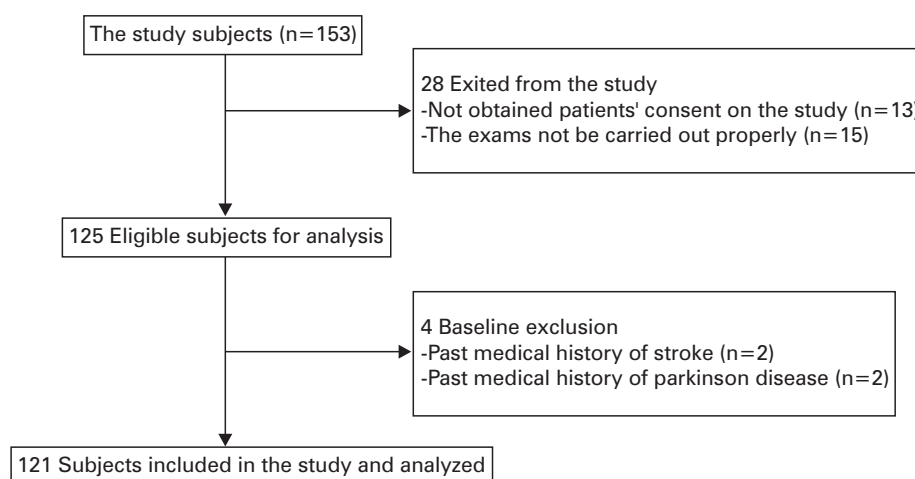 The study subjects (n=153)
28 Exited from the study
-Not obtained patients' consent on the study (n=13)
-The exams not be carried out properly (n=15)
125 Eligible subjects for analysis
4 Baseline exclusion
-Past medical history of stroke (n=2)
-Past medical history of parkinson disease (n=2)
121 Subjects included in the study and analyzed